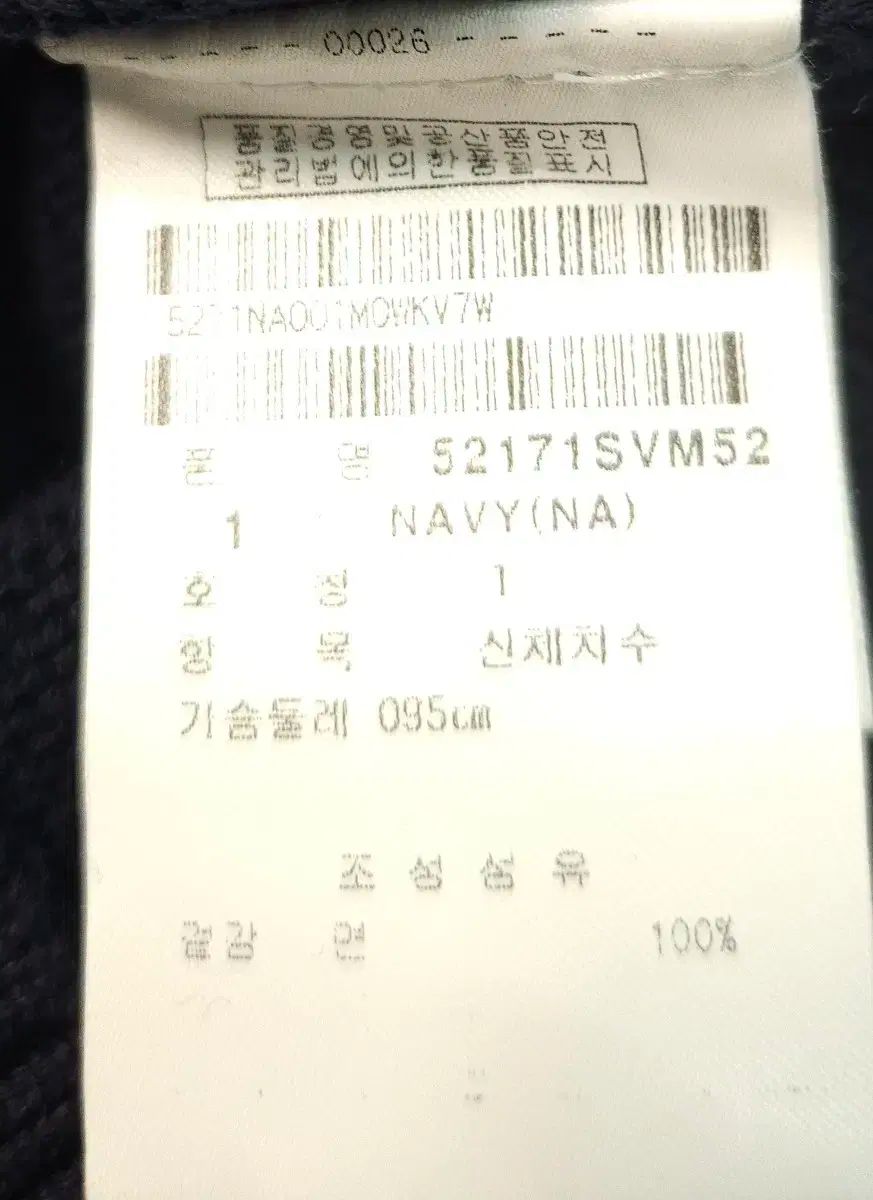 ----- 00026 -----
품질경영및공산품안전
관리법에의한품질표시
5271NA001MOWKV7W
품 명 52171SVM52
1 NAVY(NA)
호 칭 1
항 목 신체치수
가슴둘레 095㎝
조 성 섬 유
겉감 면 100%